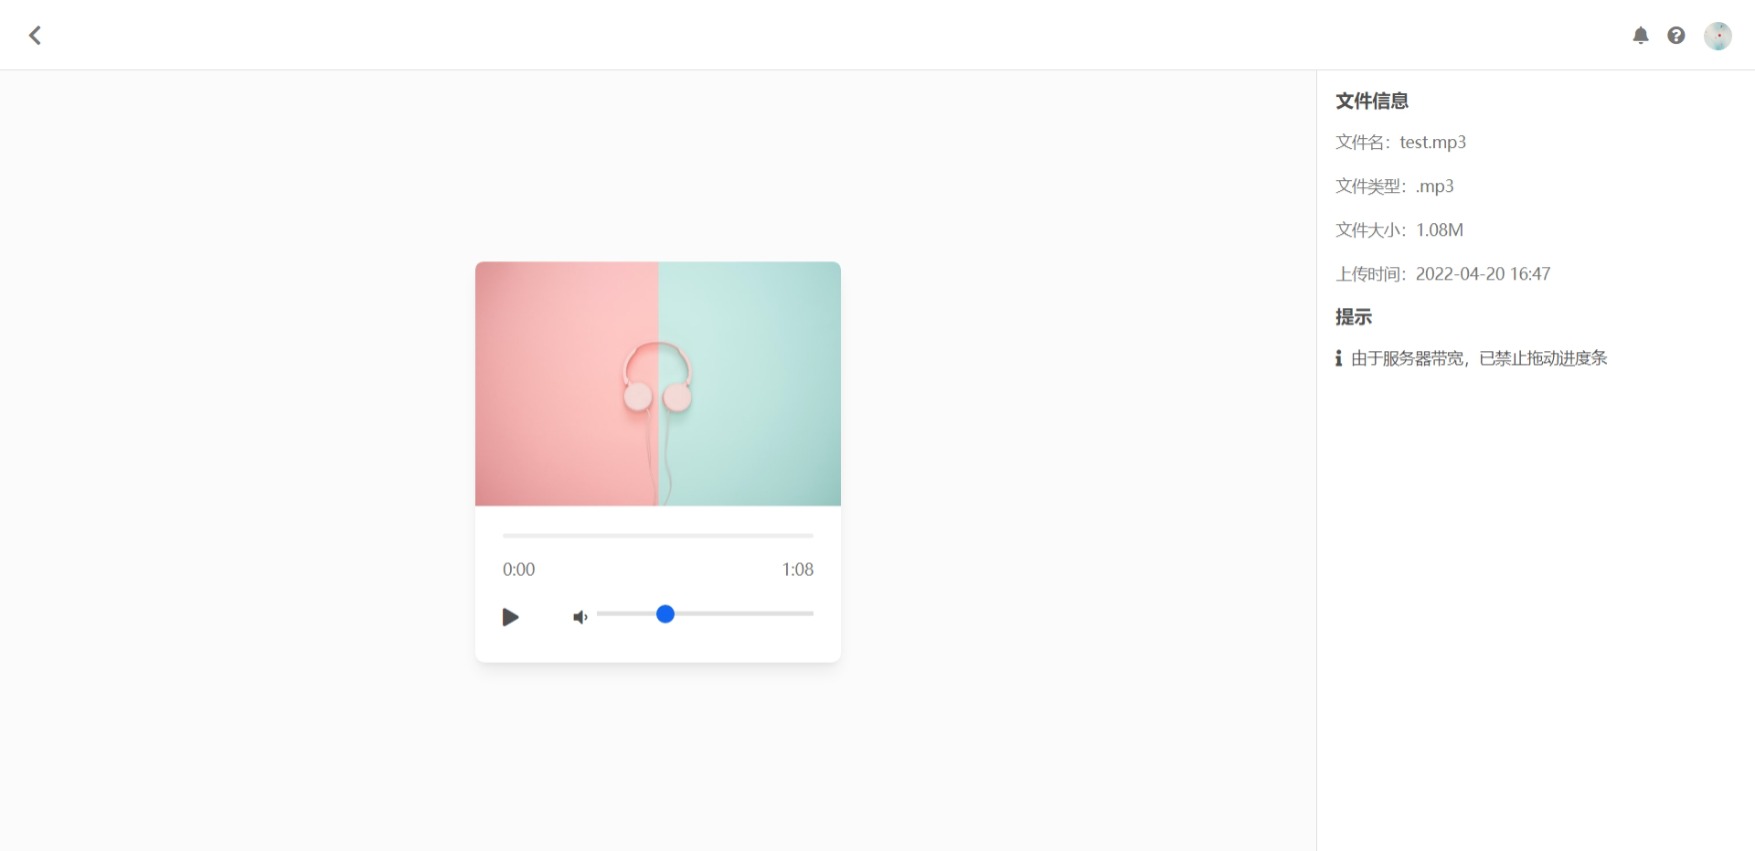 文件信息
文件名：test.mp3
文件类型：.mp3
文件大小：1.08M
上传时间：2022-04-20 16:47
提示
由于服务器带宽，已禁止拖动进度条
0:00 1:08